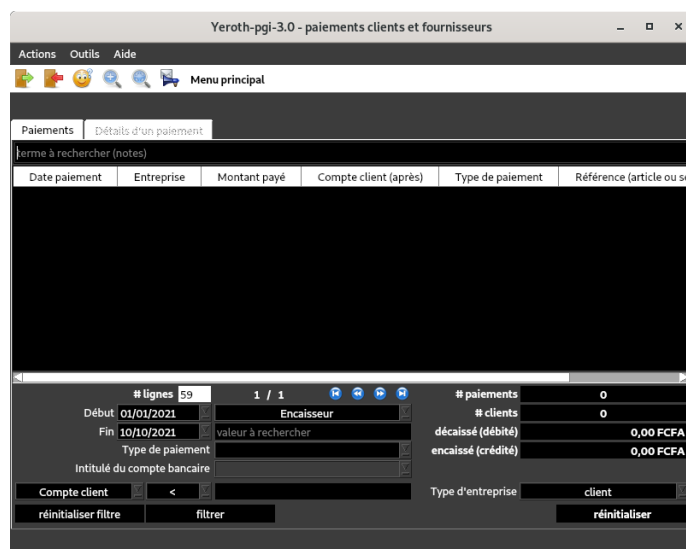 Yeroth-pgi-3.0 - paiements clients et fournisseurs
Actions Outils Aide
Menu principal
Paiements Détails d'un paiement
terme à rechercher (notes)
Date paiement Entreprise Montant payé Compte client (après) Type de paiement Référence (article ou
# lignes 59 1 / 1 # paiements 0
Début 01/01/2021 Encaisseur # clients 0
Fin 10/10/2021 valeur à rechercher décaissé (débité) 0,00 FCFA
Type de paiement encaissé (crédité) 0,00 FCFA
Intitulé du compte bancaire
Compte client < Type d'entreprise client
réinitialiser filtre filtrer réinitialiser